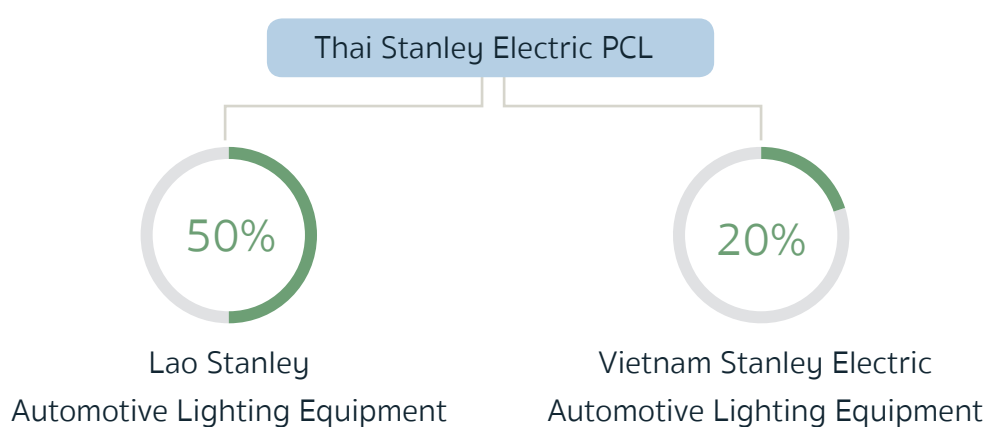 Thai Stanley Electric PCL
50%
20%
Lao Stanley
Automotive Lighting Equipment
Vietnam Stanley Electric
Automotive Lighting Equipment